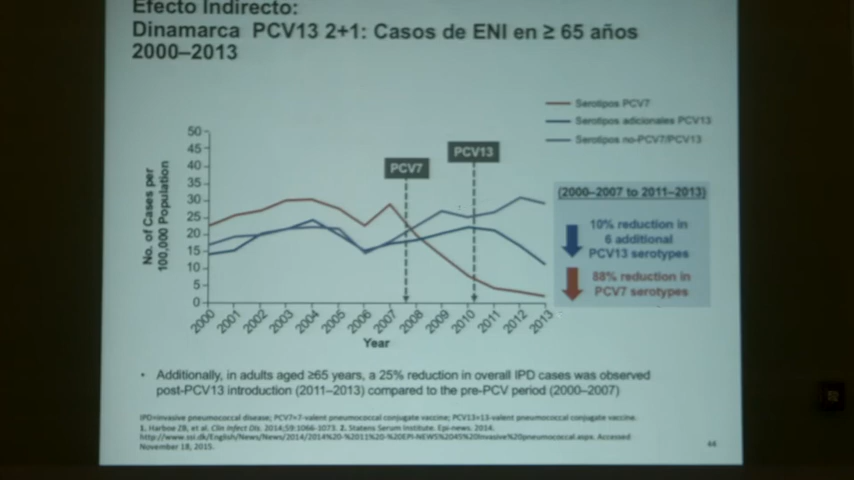 Efecto Indirecto:
Dinamarca PCV13 2+1: Casos de ENI en ≥ 65 años
2000–2013
Serotipos PCV7
Serotipos adicionales PCV13
Serotipos no-PCV7/PCV13
No. of Cases per
100,000 Population
50
45
40
35
30
25
20
15
10
5
0
PCV7
PCV13
2000
2001
2002
2003
2004
2005
2006
2007
2008
2009
2010
2011
2012
2013
Year
(2000–2007 to 2011–2013)
10% reduction in
6 additional
PCV13 serotypes
88% reduction in
PCV7 serotypes
• Additionally, in adults aged ≥65 years, a 25% reduction in overall IPD cases was observed
post-PCV13 introduction (2011–2013) compared to the pre-PCV period (2000–2007)
IPD=invasive pneumococcal disease; PCV7=7-valent pneumococcal conjugate vaccine; PCV13=13-valent pneumococcal conjugate vaccine.
1. Harboe ZB, et al. Clin Infect Dis. 2014;59:1066-1073. 2. Statens Serum Institute. Epi-news. 2014.
http://www.ssi.dk/English/News/News/2014/2014%20-%2011%20-%20EPI-NEWS%2045%20Invasive%20pneumococcal.aspx. Accessed
November 18, 2015.